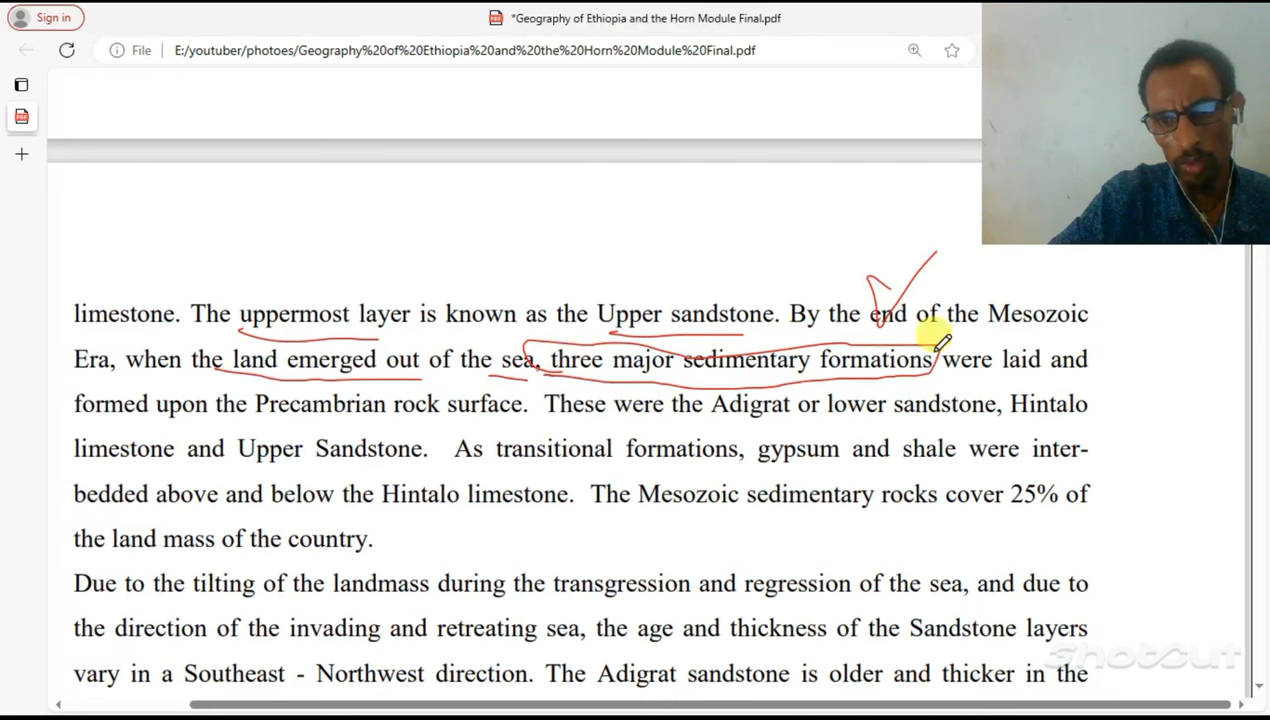 Sign in
*Geography of Ethiopia and the Horn Module Final.pdf
File E:/youtuber/photoes/Geography%20of%20Ethiopia%20and%20the%20Horn%20Module%20Final.pdf
limestone. The uppermost layer is known as the Upper sandstone. By the end of the Mesozoic
Era, when the land emerged out of the sea, three major sedimentary formations were laid and
formed upon the Precambrian rock surface. These were the Adigrat or lower sandstone, Hintalo
limestone and Upper Sandstone. As transitional formations, gypsum and shale were inter-
bedded above and below the Hintalo limestone. The Mesozoic sedimentary rocks cover 25% of
the land mass of the country.
Due to the tilting of the landmass during the transgression and regression of the sea, and due to
the direction of the invading and retreating sea, the age and thickness of the Sandstone layers
shotcut
vary in a Southeast - Northwest direction. The Adigrat sandstone is older and thicker in the